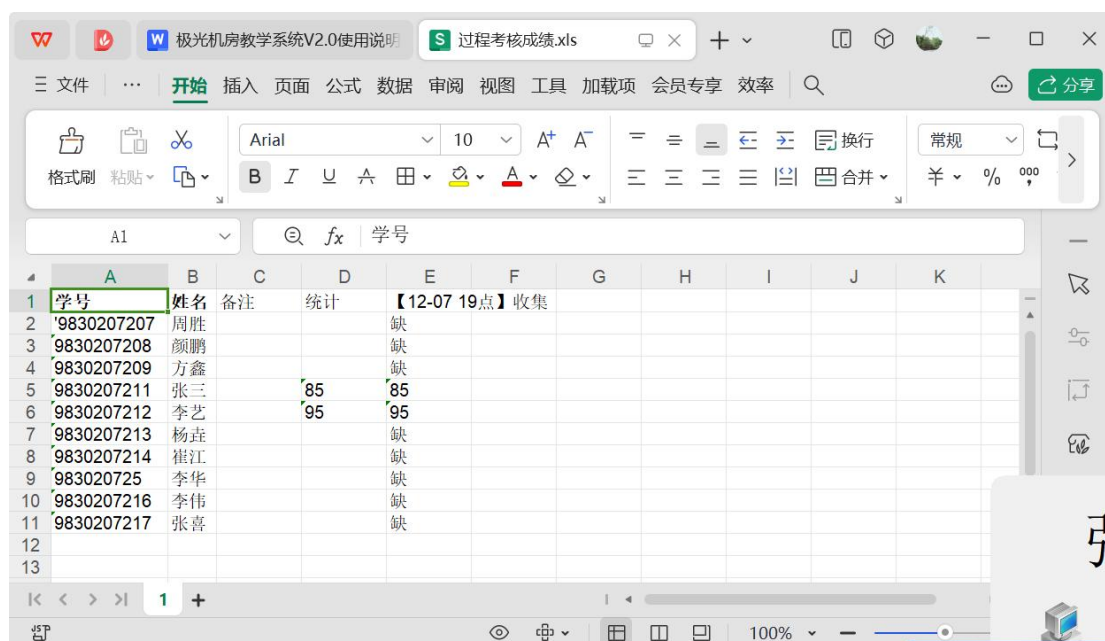 极光机房教学系统V2.0使用说明
过程考核成绩.xls
文件 ··· 开始 插入 页面 公式 数据 审阅 视图 工具 加载项 会员专享 效率 分享
Arial 10 A+ A- 换行 常规
格式刷 粘贴 B I U A 合并 ¥ % 000
A1 fx 学号
A B C D E F G H I J K
1 学号 姓名 备注 统计 【12-07 19点】收集
2 '9830207207 周胜 缺
3 9830207208 颜鹏 缺
4 9830207209 方鑫 缺
5 9830207211 张三 85 85
6 9830207212 李艺 95 95
7 9830207213 杨垚 缺
8 9830207214 崔江 缺
9 983020725 李华 缺
10 9830207216 李伟 缺
11 9830207217 张喜 缺
12
13
1
100%